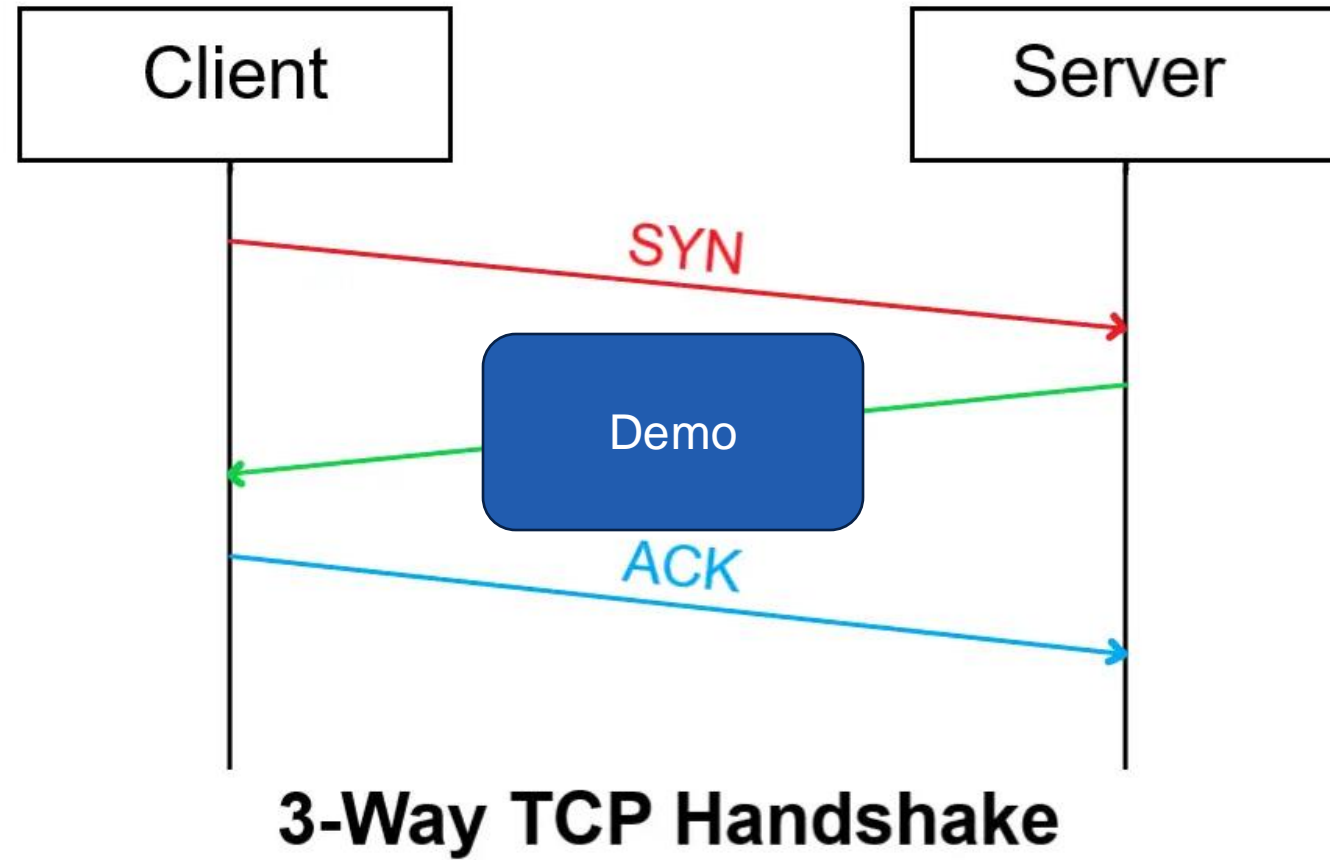 Client
Server
SYN
Demo
ACK
3-Way TCP Handshake